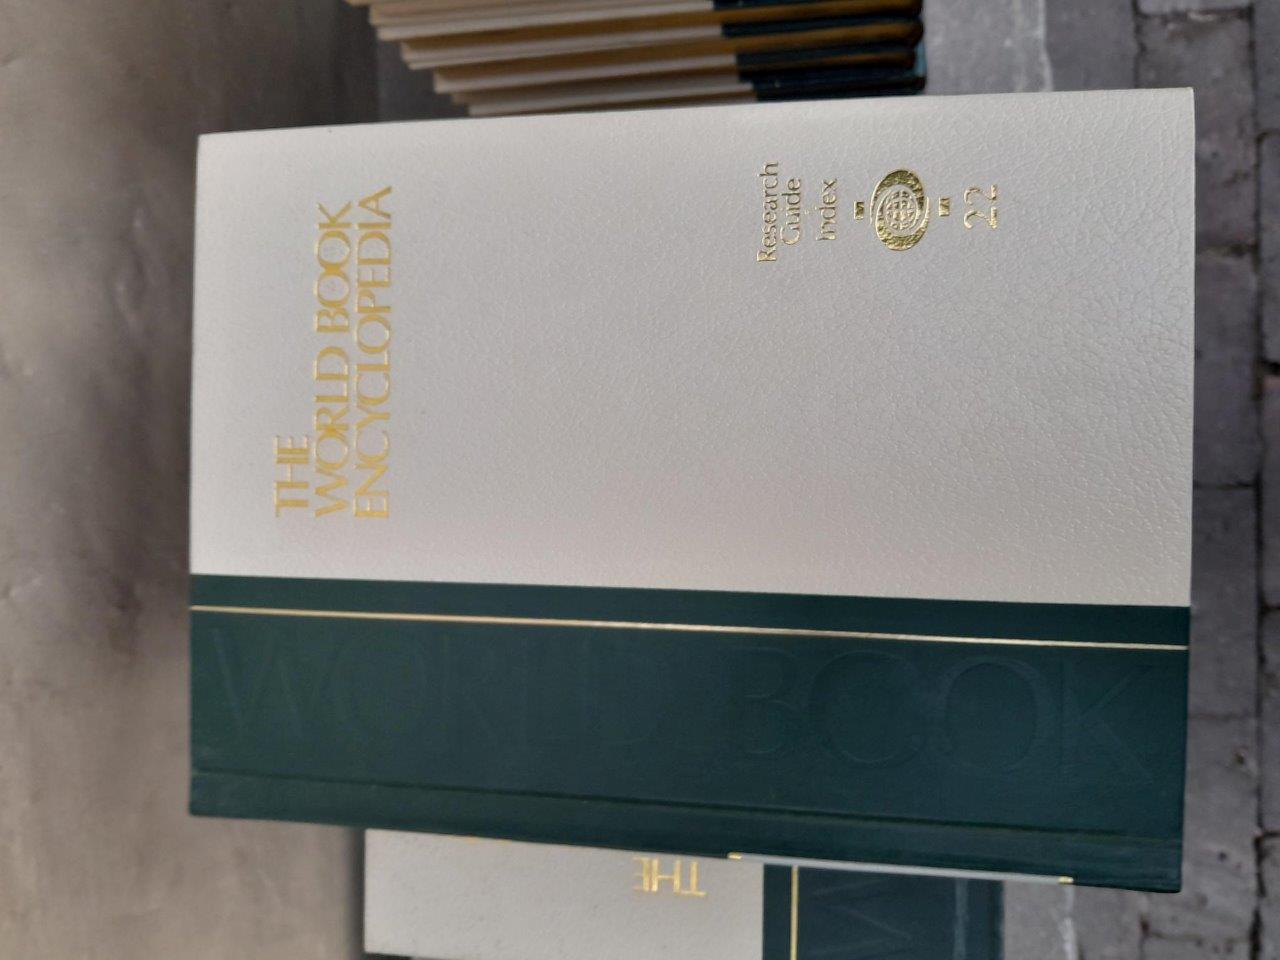 THE
WORLD BOOK
ENCYCLOPEDIA
Research
Guide
Index
22
WORLD BOOK
THE
W